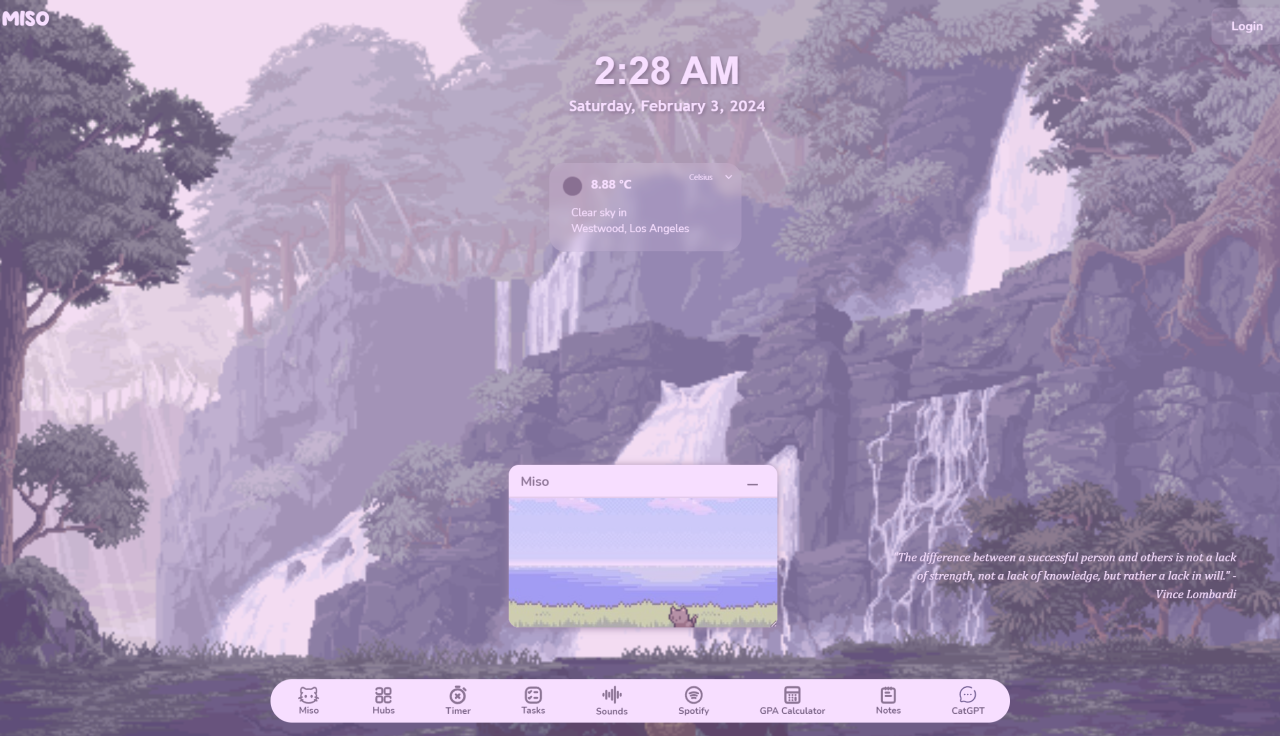 MISO
Login
2:28 AM
Saturday, February 3, 2024
8.88 °C
Celsius
Clear sky in
Westwood, Los Angeles
Miso
"The difference between a successful person and others is not a lack
of strength, not a lack of knowledge, but rather a lack in will." -
Vince Lombardi
Miso
Hubs
Timer
Tasks
Sounds
Spotify
GPA Calculator
Notes
CatGPT